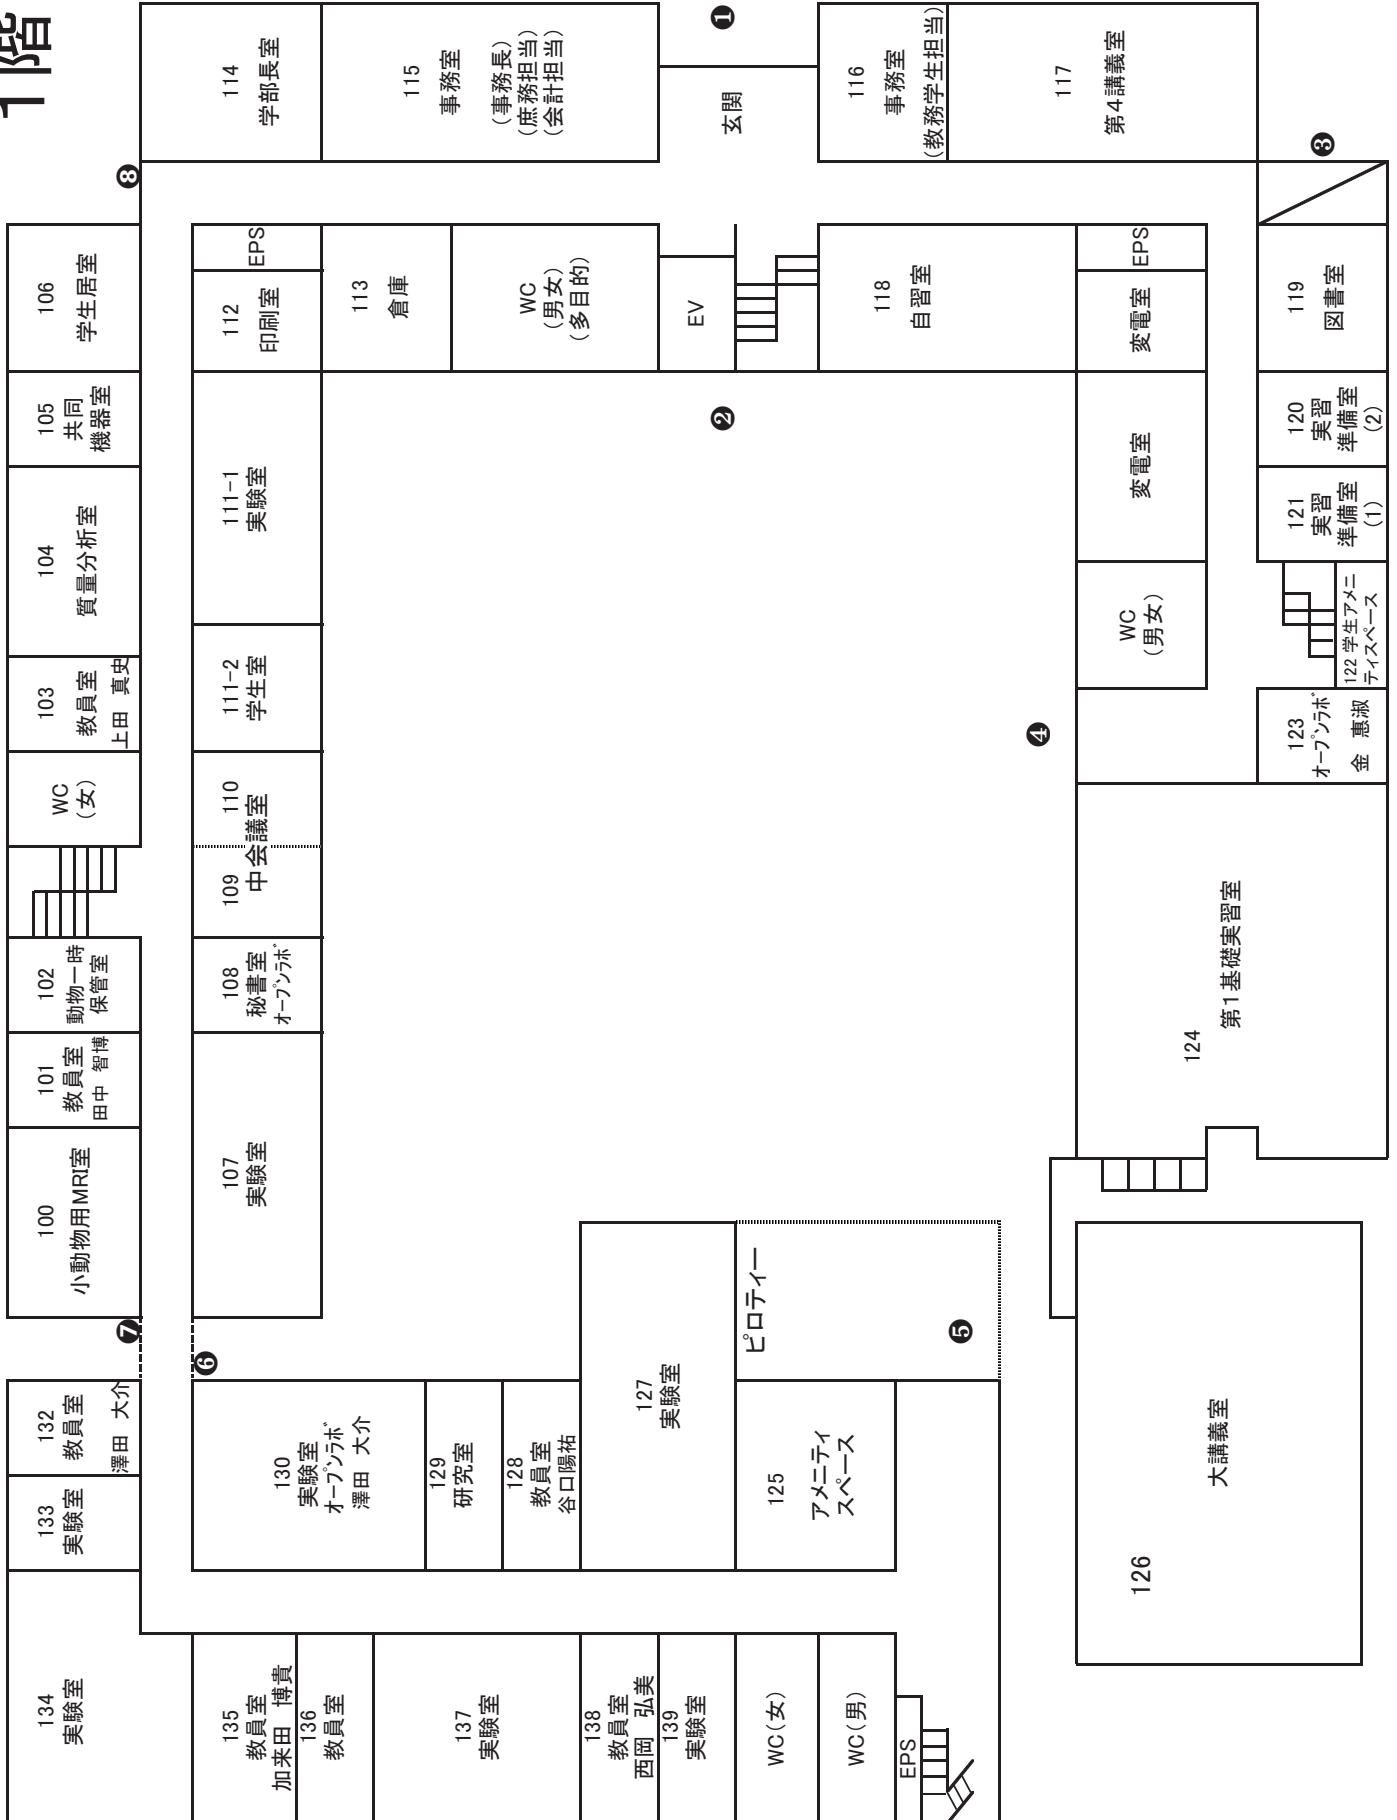 1階
❽
114
学部長室
115
事務室
(事務長)
(庶務担当)
(会計担当)
❶
玄関
116
事務室
(教務学生担当)
117
第4講義室
❸
106
学生居室
EPS
112
印刷室
113
倉庫
WC
(男女)
(多目的)
EV
118
自習室
EPS
変電室
119
図書室
105
共同
機器室
104
質量分析室
111-1
実験室
❷
変電室
120
実習
準備室
(2)
121
実習
準備室
(1)
103
教員室
上田 真史
111-2
学生室
WC
(男女)
122 学生アメニ
ティスペース
WC
(女)
110
109
中会議室
❹
123
オープンラボ
金 惠淑
102
動物一時
保管室
108
秘書室
オープンラボ
124
第1基礎実習室
101
教員室
田中 智博
100
小動物用MRI室
107
実験室
❼
❻
ピロティー
❺
132
教員室
澤田 大介
133
実験室
130
実験室
オープンラボ
澤田 大介
129
研究室
128
教員室
谷口陽祐
127
実験室
125
アメニティ
スペース
126
大講義室
134
実験室
135
教員室
加来田 博貴
136
教員室
137
実験室
138
教員室
西岡 弘美
139
実験室
WC(女)
WC(男)
EPS